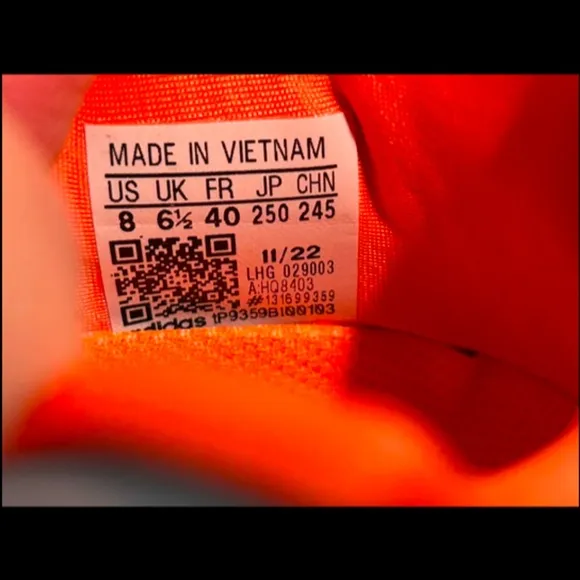 MADE IN VIETNAM
US UK FR JP CHN
8 6½ 40 250 245
11/22
LHG 029003
A:HQ8403
#131699359
adidas tP9359B100103